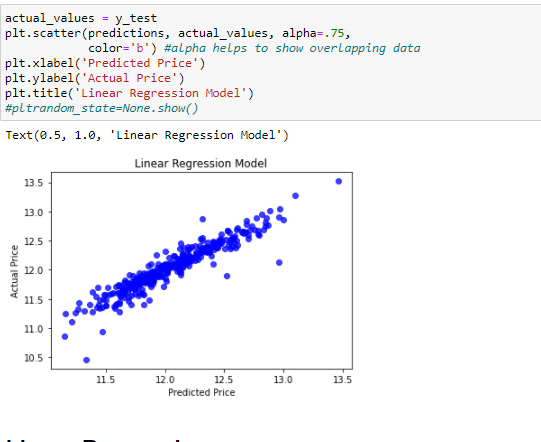 actual_values = y_test
plt.scatter(predictions, actual_values, alpha=.75,
color='b') #alpha helps to show overlapping data
plt.xlabel('Predicted Price')
plt.ylabel('Actual Price')
plt.title('Linear Regression Model')
#pltrandom_state=None.show()
Text(0.5, 1.0, 'Linear Regression Model')
Linear Regression Model
13.5
13.0
12.5
12.0
11.5
11.0
10.5
Actual Price
11.5 12.0 12.5 13.0 13.5
Predicted Price